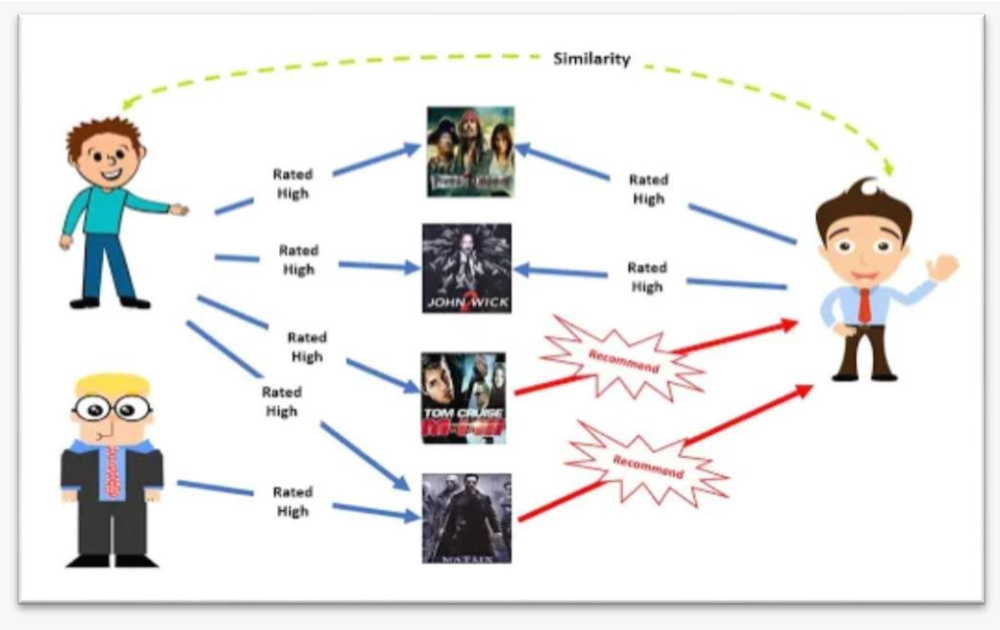 Similarity
Rated
High
Rated
High
Rated
High
Rated
High
JOHN WICK
Rated
High
Recommend
Rated
High
TOM CRUISE
Recommend
Rated
High
MATRIX